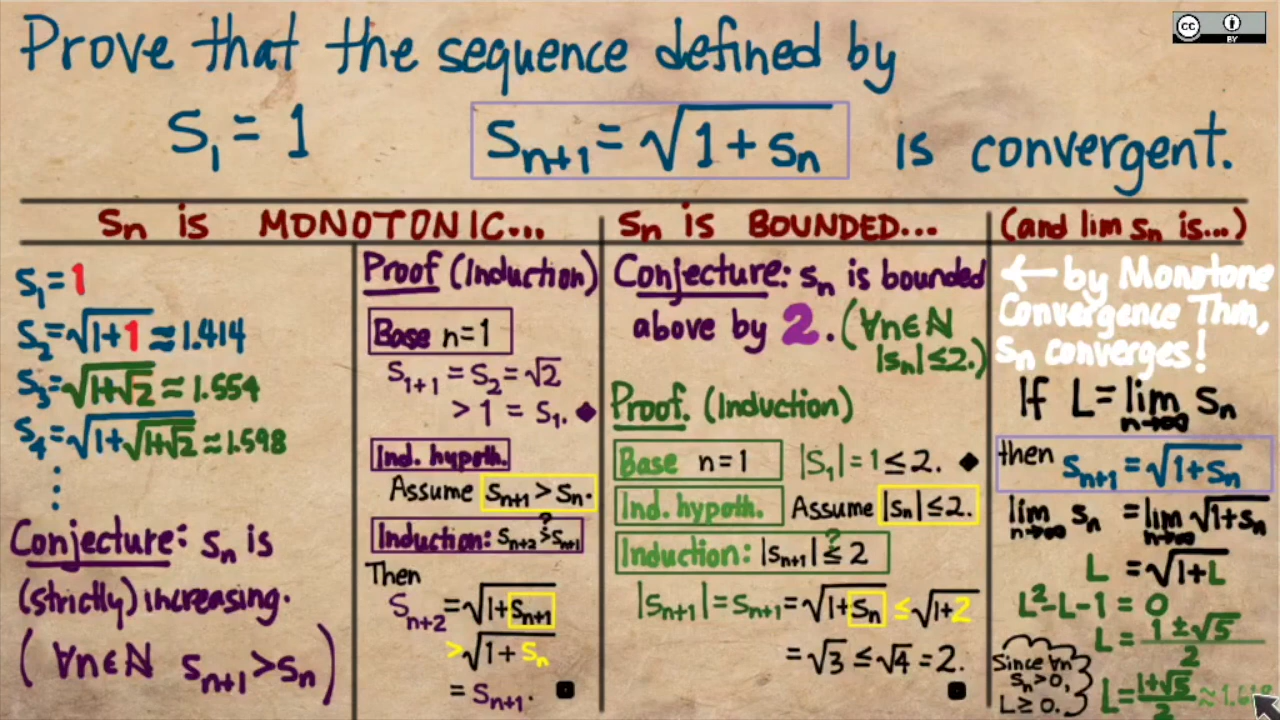 Prove that the sequence defined by
S₁ = 1 Sₙ₊₁ = √(1 + sₙ) is convergent.
CC BY
Sn is MONOTONIC...
S₁ = 1
S₂ = √(1+1) ≈ 1.414
S₃ = √(1+√2) ≈ 1.554
S₄ = √(1+√(1+√2)) ≈ 1.598
⋮
Conjecture: sₙ is
(strictly) increasing.
(∀n∈ℕ sₙ₊₁ > sₙ)
Proof (Induction)
Base n=1
S₁₊₁ = S₂ = √2
> 1 = S₁. ◆
Ind. hypoth.
Assume sₙ₊₁ > sₙ.
Induction: sₙ₊₂ >? sₙ₊₁
Then
Sₙ₊₂ = √(1+sₙ₊₁)
> √(1+sₙ)
= Sₙ₊₁. ■
Sn is BOUNDED...
Conjecture: sₙ is bounded
above by 2. (∀n∈ℕ
|sₙ| ≤ 2.)
Proof. (Induction)
Base n=1 |S₁| = 1 ≤ 2. ◆
Ind. hypoth. Assume |sₙ| ≤ 2.
Induction: |sₙ₊₁| ≤? 2
|sₙ₊₁| = sₙ₊₁ = √(1+sₙ) ≤ √(1+2)
= √3 ≤ √4 = 2. ■
(and lim sn is...)
← by Monotone
Convergence Thm,
sₙ converges!
If L = lim n→∞ Sₙ
then sₙ₊₁ = √(1+sₙ)
lim n→∞ sₙ = lim n→∞ √(1+sₙ)
L = √(1+L)
L²-L-1 = 0
L = (1±√5)/2
Since ∀n
sₙ>0,
L ≥ 0.
L = (1+√5)/2 ≈ 1.618